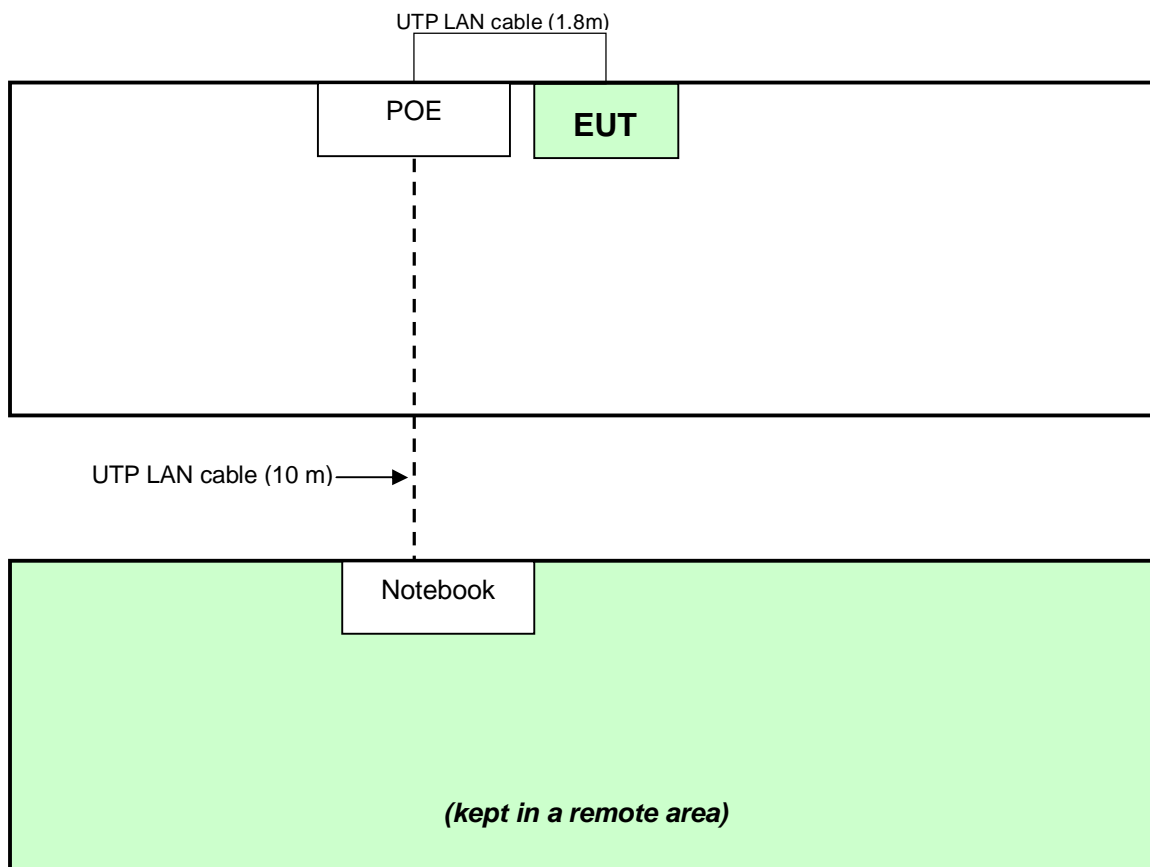 UTP LAN cable (1.8m)
POE
EUT
UTP LAN cable (10 m)
Notebook
(kept in a remote area)